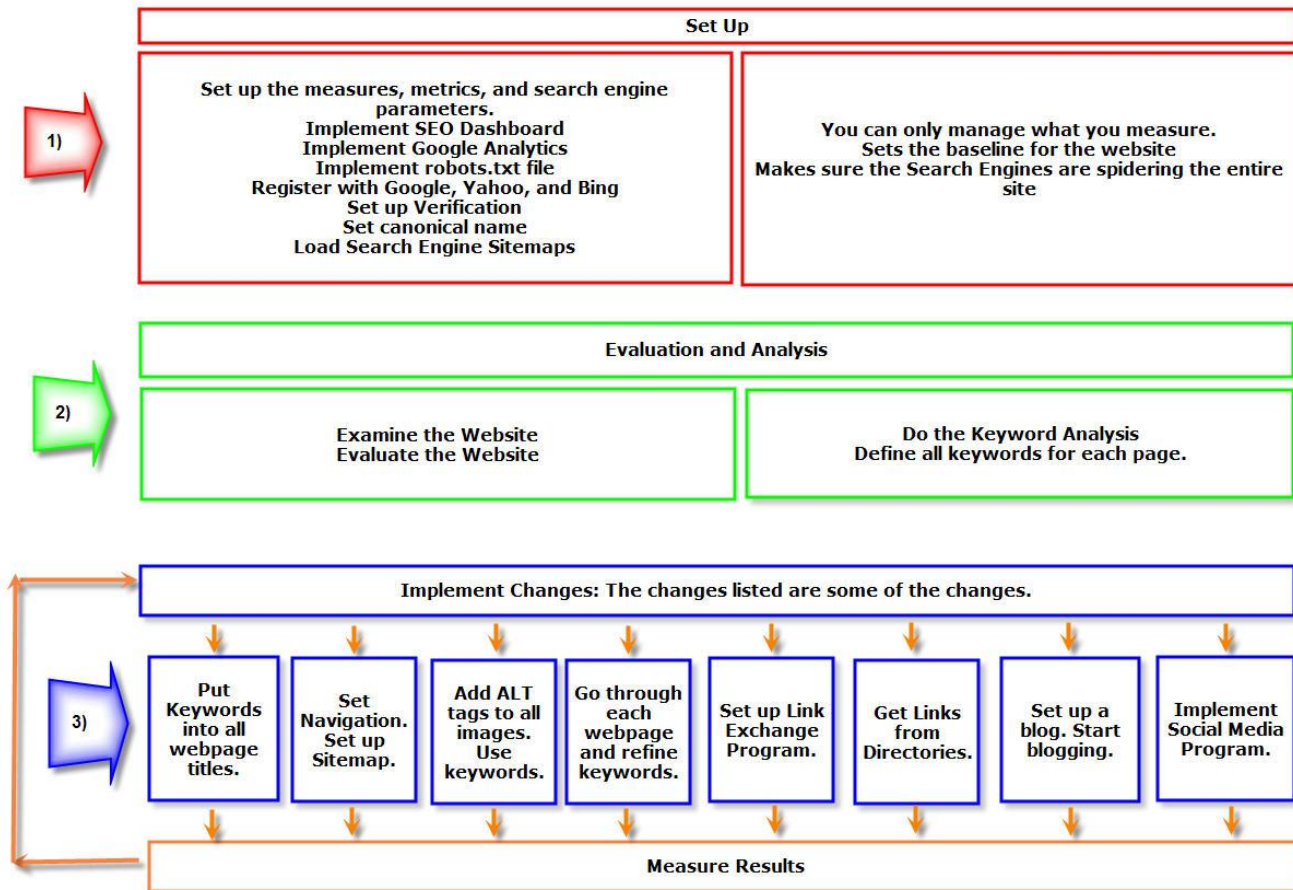 Set Up
1)
Set up the measures, metrics, and search engine
parameters.
Implement SEO Dashboard
Implement Google Analytics
Implement robots.txt file
Register with Google, Yahoo, and Bing
Set up Verification
Set canonical name
Load Search Engine Sitemaps
You can only manage what you measure.
Sets the baseline for the website
Makes sure the Search Engines are spidering the entire
site
Evaluation and Analysis
2)
Examine the Website
Evaluate the Website
Do the Keyword Analysis
Define all keywords for each page.
Implement Changes: The changes listed are some of the changes.
3)
Put
Keywords
into all
webpage
titles.
Set
Navigation.
Set up
Sitemap.
Add ALT
tags to all
images.
Use
keywords.
Go through
each
webpage
and refine
keywords.
Set up Link
Exchange
Program.
Get Links
from
Directories.
Set up a
blog. Start
blogging.
Implement
Social Media
Program.
Measure Results